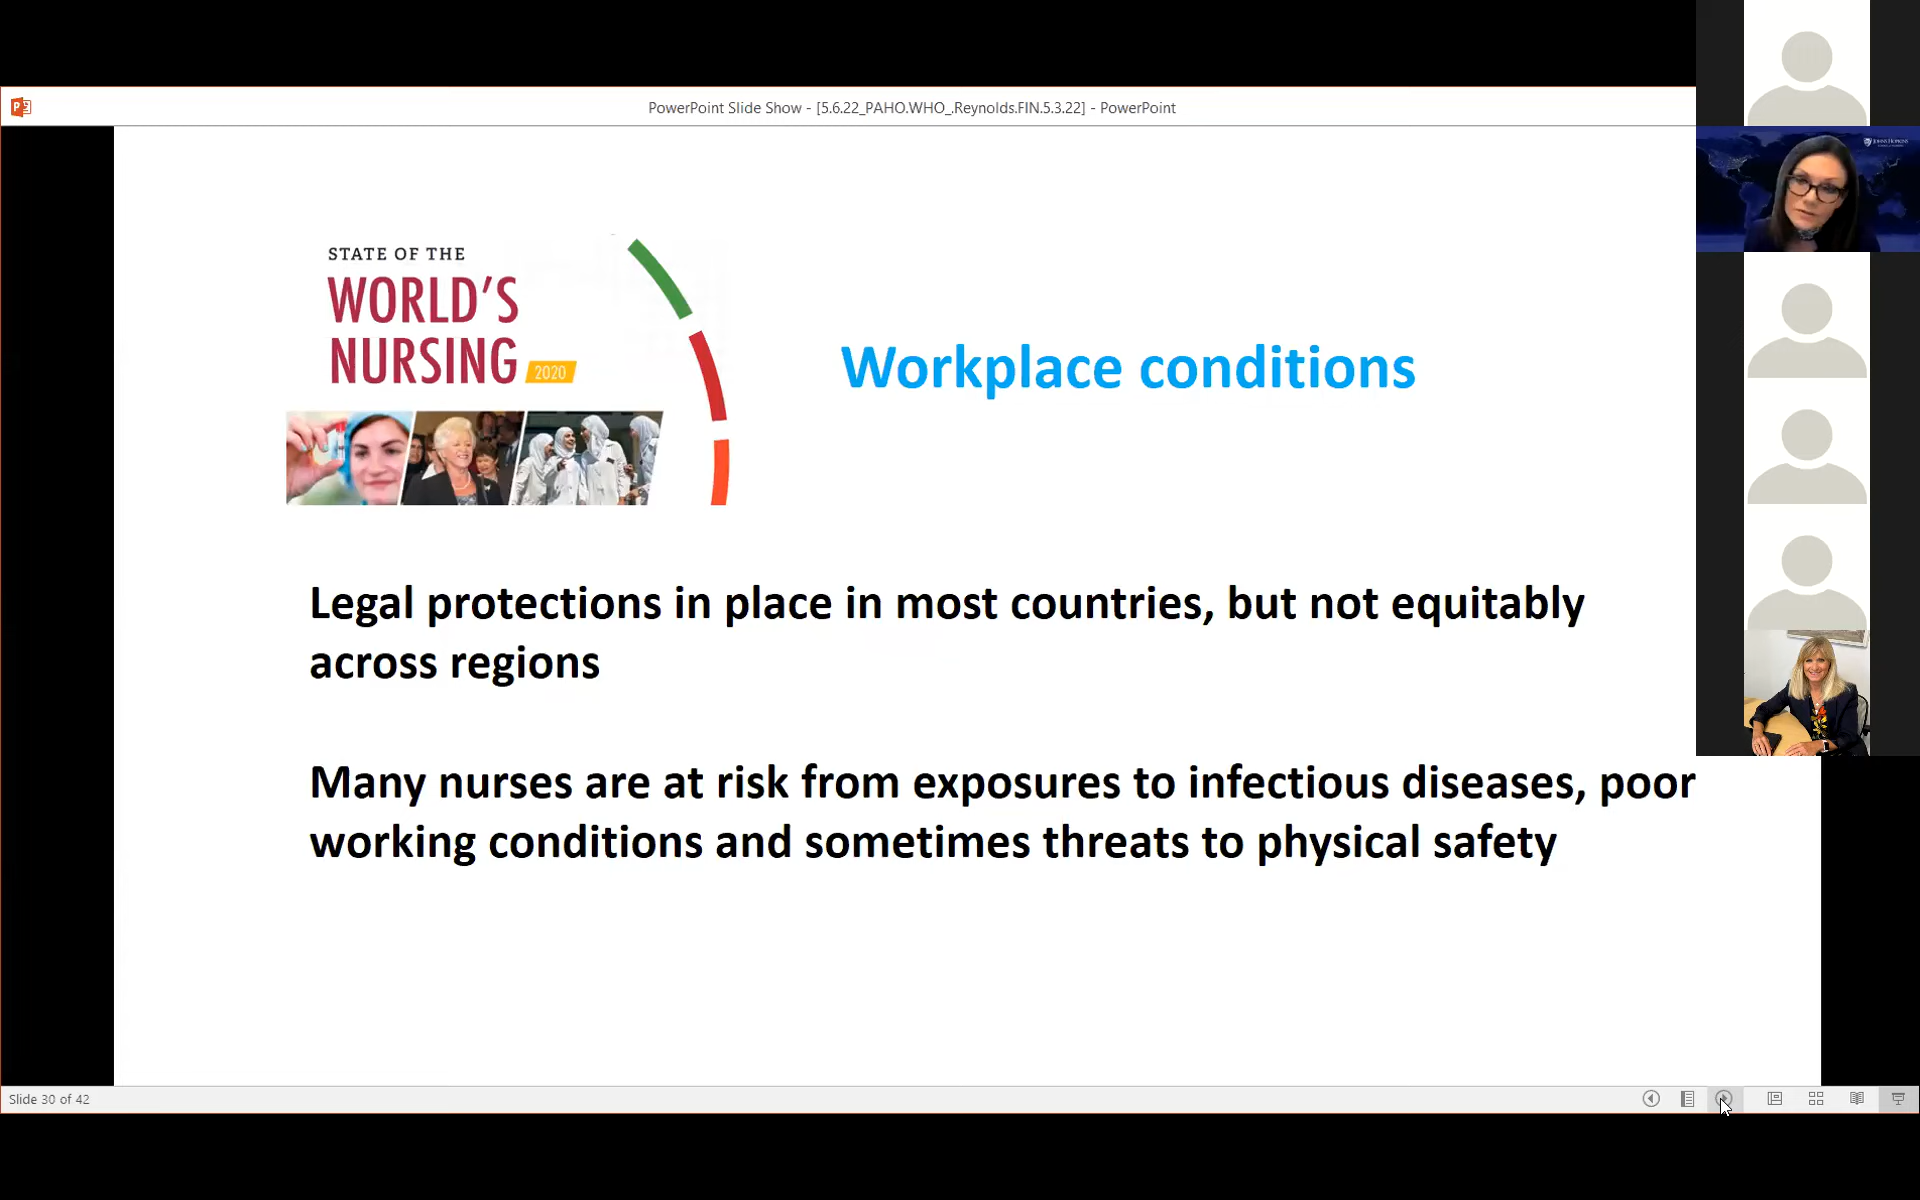 PowerPoint Slide Show - [5.6.22_PAHO.WHO_.Reynolds.FIN.5.3.22] - PowerPoint
JOHNS HOPKINS
STATE OF THE
WORLD'S
NURSING 2020
Workplace conditions
Legal protections in place in most countries, but not equitably
across regions
Many nurses are at risk from exposures to infectious diseases, poor
working conditions and sometimes threats to physical safety
Slide 30 of 42